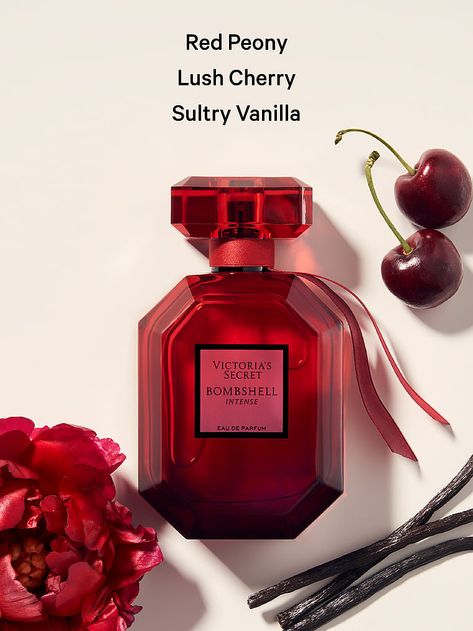 Red Peony
Lush Cherry
Sultry Vanilla
VICTORIA'S
SECRET
BOMBSHELL
INTENSE
EAU DE PARFUM